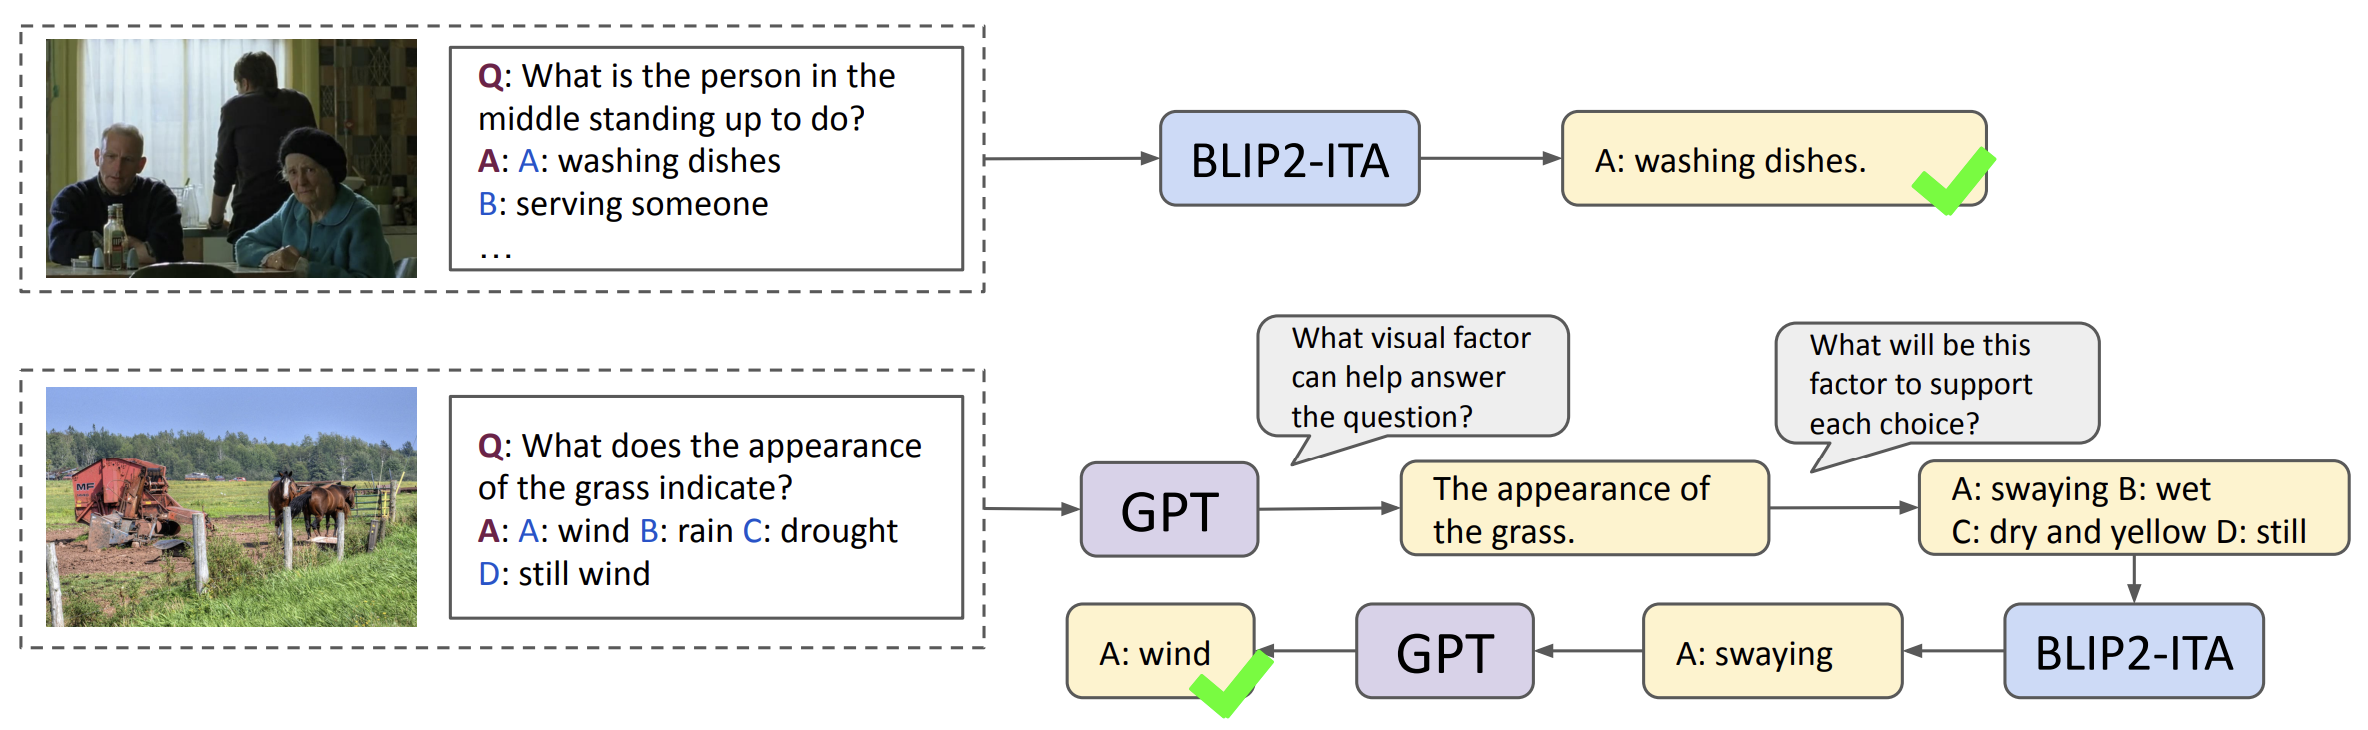 Q: What is the person in the
middle standing up to do?
A: A: washing dishes
B: serving someone
...
BLIP2-ITA
A: washing dishes.
Q: What does the appearance
of the grass indicate?
A: A: wind B: rain C: drought
D: still wind
MF
GPT
What visual factor
can help answer
the question?
The appearance of
the grass.
What will be this
factor to support
each choice?
A: swaying B: wet
C: dry and yellow D: still
BLIP2-ITA
A: swaying
GPT
A: wind